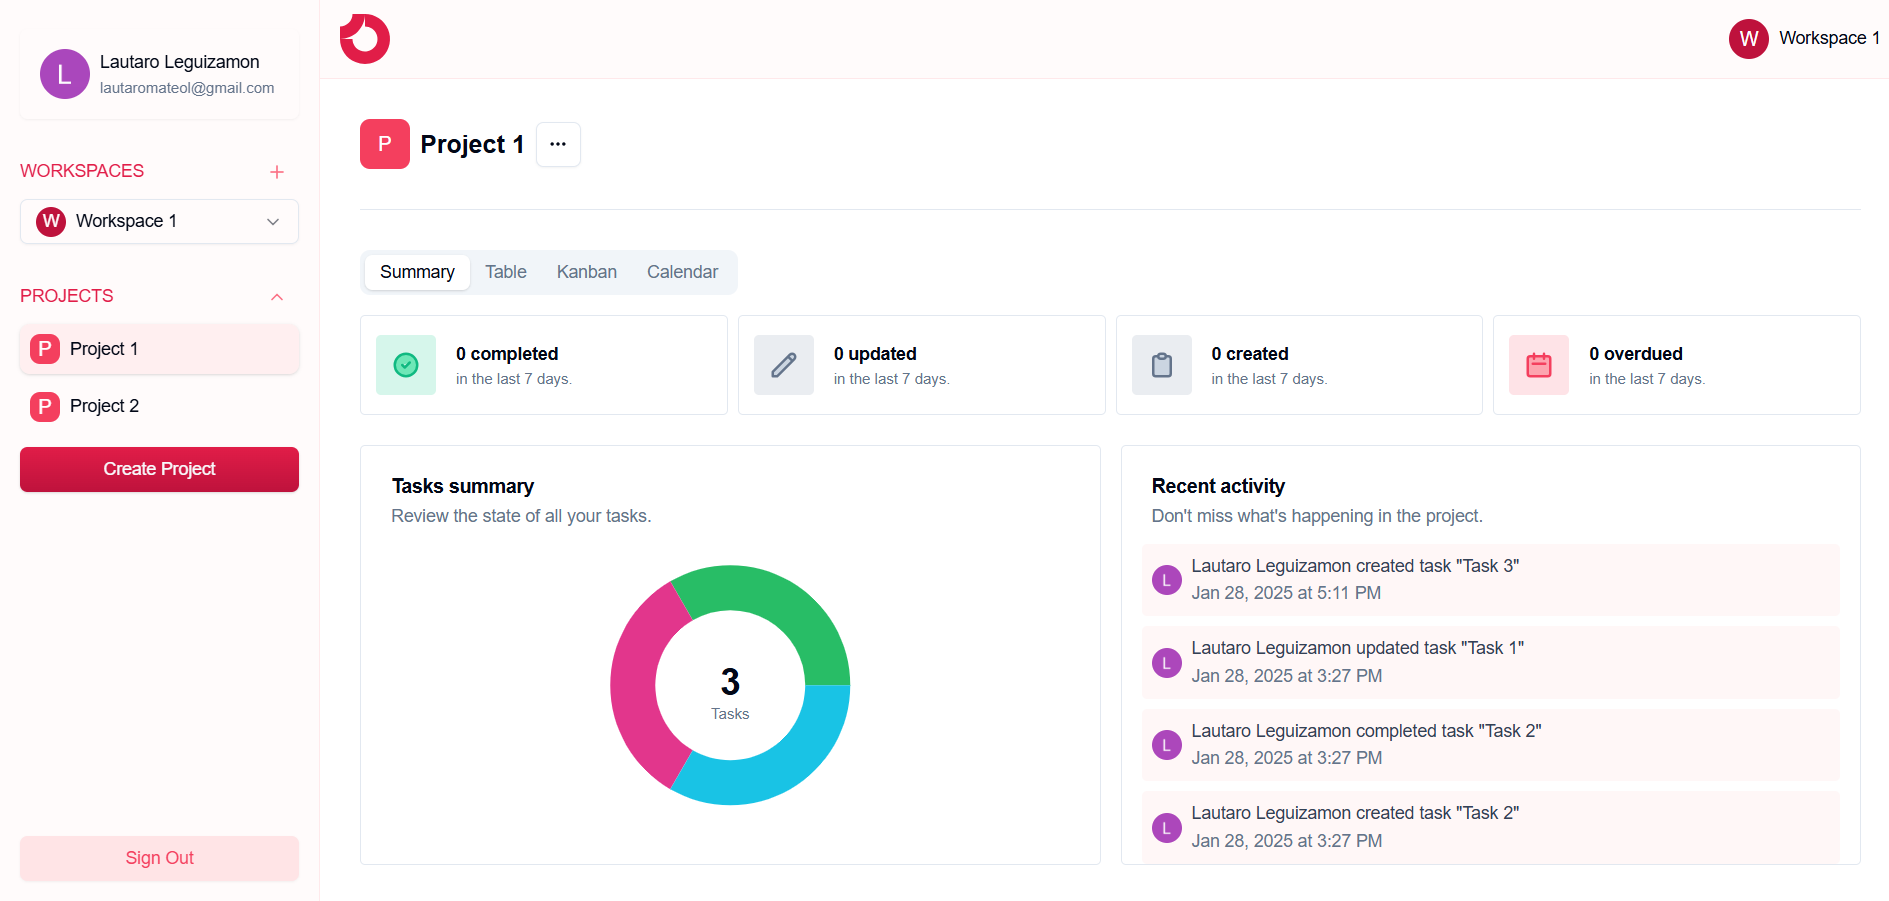 L
Lautaro Leguizamon
lautaromateol@gmail.com
WORKSPACES
W
Workspace 1
PROJECTS
P
Project 1
P
Project 2
Create Project
Sign Out
W
Workspace 1
P
Project 1
Summary
Table
Kanban
Calendar
0 completed
in the last 7 days.
0 updated
in the last 7 days.
0 created
in the last 7 days.
0 overdued
in the last 7 days.
Tasks summary
Review the state of all your tasks.
3
Tasks
Recent activity
Don't miss what's happening in the project.
L
Lautaro Leguizamon created task "Task 3"
Jan 28, 2025 at 5:11 PM
L
Lautaro Leguizamon updated task "Task 1"
Jan 28, 2025 at 3:27 PM
L
Lautaro Leguizamon completed task "Task 2"
Jan 28, 2025 at 3:27 PM
L
Lautaro Leguizamon created task "Task 2"
Jan 28, 2025 at 3:27 PM